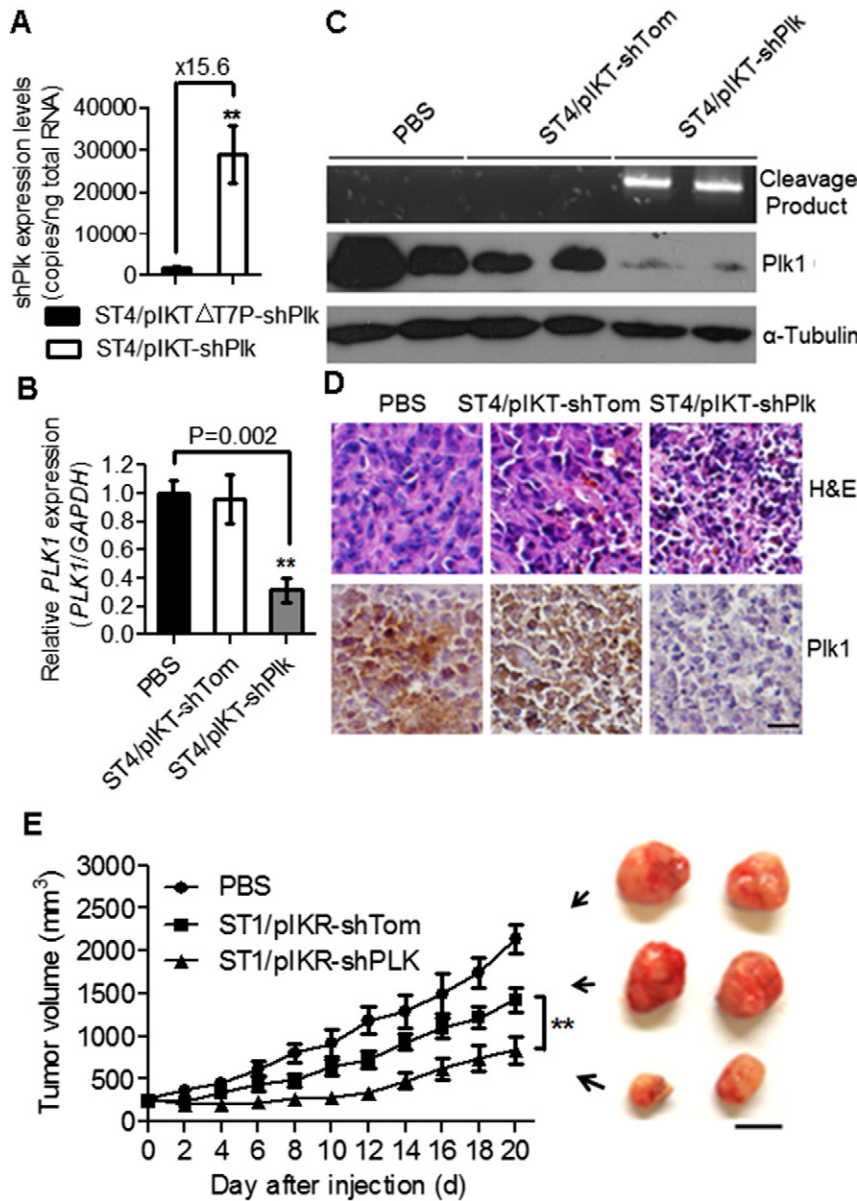 A
x15.6
shPlk expression levels
(copies/ng total RNA)
40000
30000
20000
10000
0
**
ST4/pIKT△T7P-shPlk
ST4/pIKT-shPlk
B
P=0.002
Relative PLK1 expression
(PLK1/GAPDH)
1.2
1.0
0.8
0.6
0.4
0.2
0.0
**
PBS
ST4/pIKT-shTom
ST4/pIKT-shPlk
C
PBS
ST4/pIKT-shTom
ST4/pIKT-shPlk
Cleavage
Product
Plk1
α-Tubulin
D
PBS
ST4/pIKT-shTom
ST4/pIKT-shPlk
H&E
Plk1
E
Tumor volume (mm³)
3000
2500
2000
1500
1000
500
0
PBS
ST1/pIKR-shTom
ST1/pIKR-shPLK
**
0 2 4 6 8 10 12 14 16 18 20
Day after injection (d)